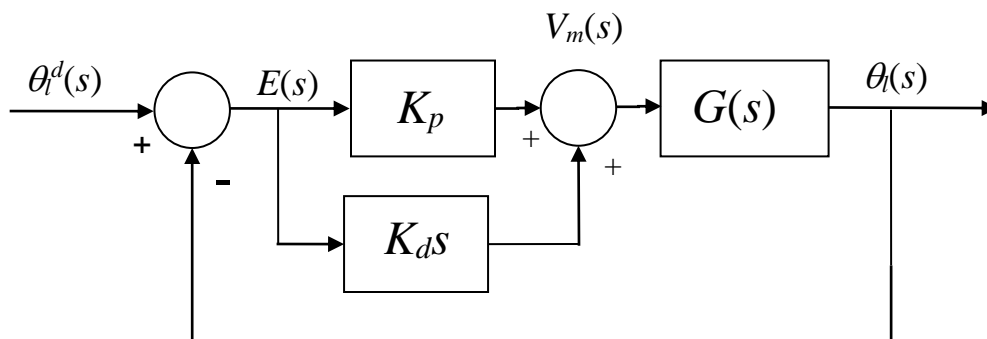 V_m(s)
θ_l^d(s)
E(s)
K_p
G(s)
θ_l(s)
+
+
+
-
K_d s